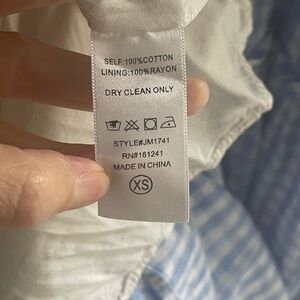 SELF:100%COTTON
LINING:100%RAYON
DRY CLEAN ONLY
STYLE#JM1741
RN#161241
MADE IN CHINA
XS